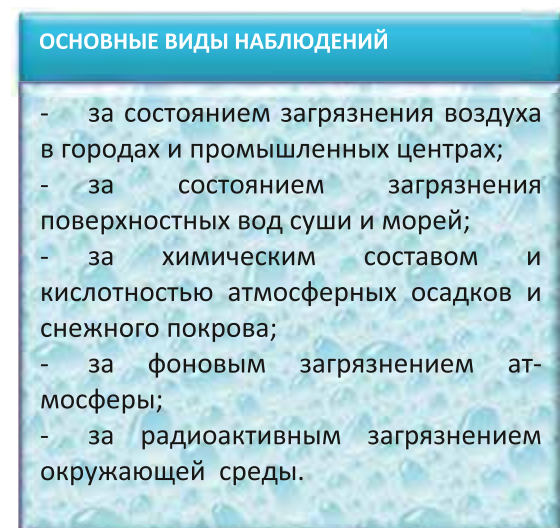 ОСНОВНЫЕ ВИДЫ НАБЛЮДЕНИЙ
- за состоянием загрязнения воздуха
в городах и промышленных центрах;
- за состоянием загрязнения
поверхностных вод суши и морей;
- за химическим составом и
кислотностью атмосферных осадков и
снежного покрова;
- за фоновым загрязнением ат-
мосферы;
- за радиоактивным загрязнением
окружающей среды.